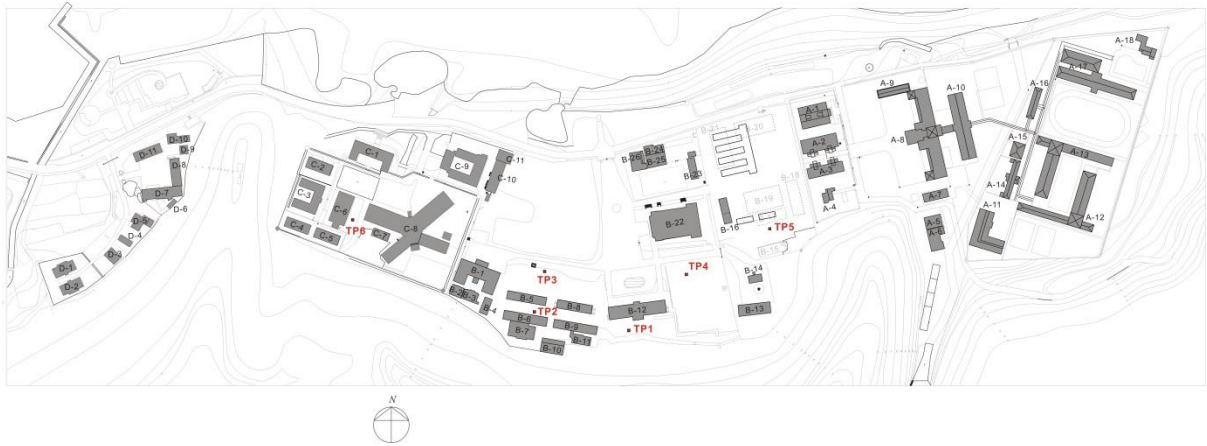 D-10
D-9
D-11
D-8
D-7
D-6
D-5
D-4
D-3
D-1
D-2
C-1
C-2
C-3
C-6
C-4
C-5
TP6
C-7
C-8
C-9
C-11
C-10
B-1
B-2
B-3
B-4
TP3
B-5
B-8
TP2
B-6
B-7
B-9
B-10
B-11
B-12
TP1
TP4
B-26
B-24
B-25
B-23
B-21
B-20
B-22
B-16
B-19
B-18
TP5
B-15
B-14
B-13
A-1
A-2
A-3
A-4
A-9
A-10
A-8
A-7
A-5
A-6
A-18
A-17
A-16
A-15
A-13
A-14
A-11
A-12
N